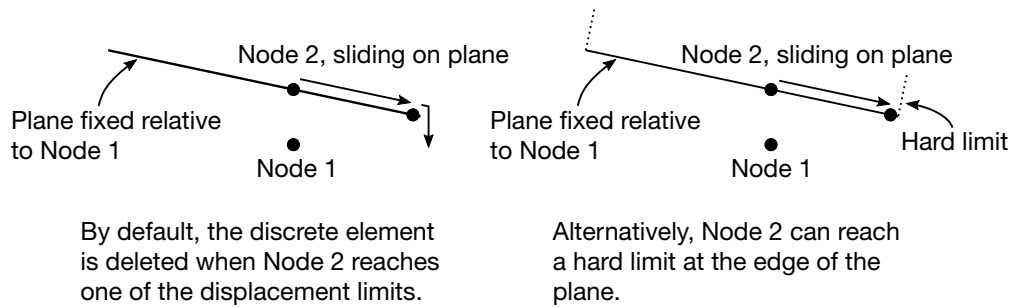 Node 2, sliding on plane
Plane fixed relative
to Node 1
Node 1
By default, the discrete element
is deleted when Node 2 reaches
one of the displacement limits.
Node 2, sliding on plane
Plane fixed relative
to Node 1
Hard limit
Node 1
Alternatively, Node 2 can reach
a hard limit at the edge of the
plane.